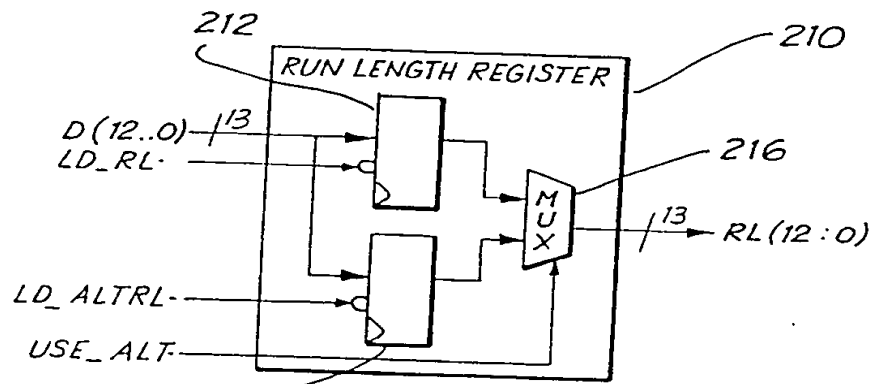 212
210
RUN LENGTH REGISTER
D(12..0)
13
LD_RL-
216
MUX
13
RL(12:0)
LD_ALTRL-
USE_ALT-